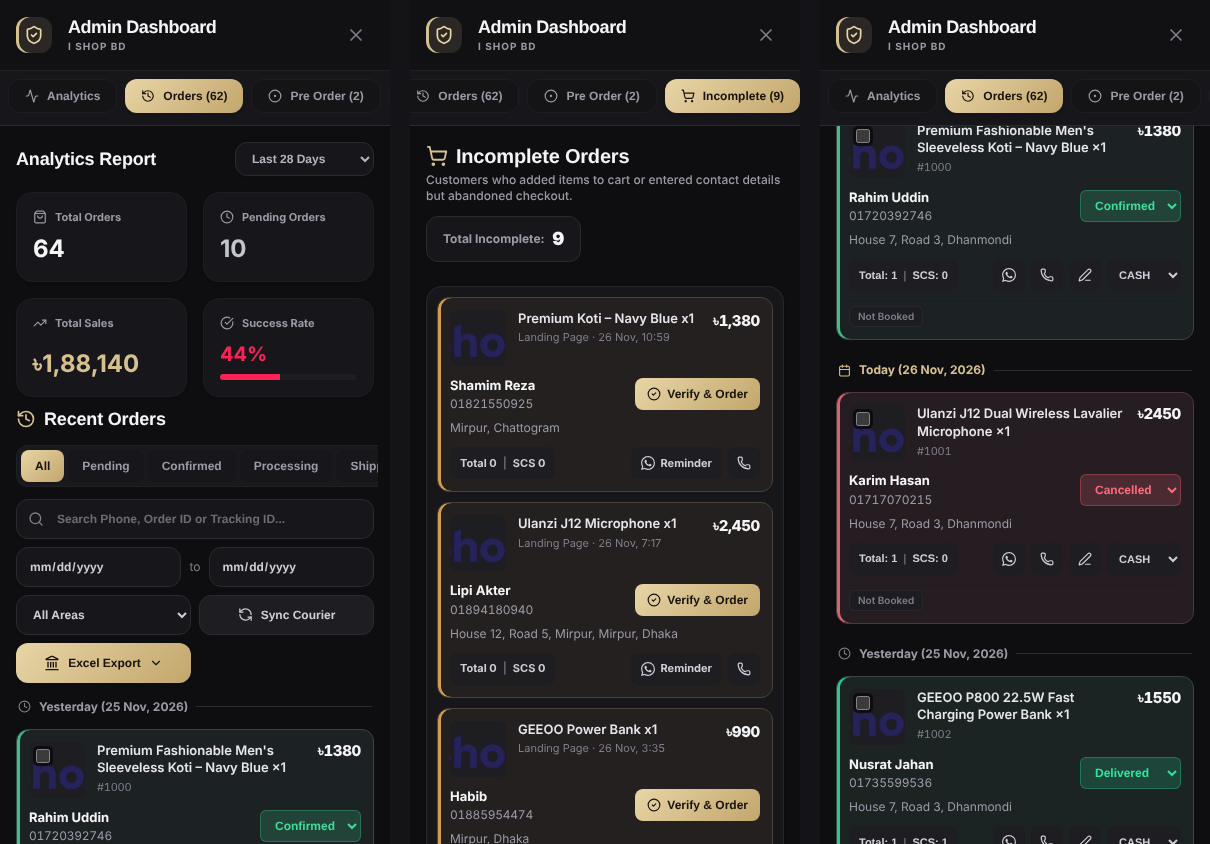 Admin Dashboard
I SHOP BD
Analytics
Orders (62)
Pre Order (2)
Analytics Report
Last 28 Days
Total Orders
64
Pending Orders
10
Total Sales
৳1,88,140
Success Rate
44%
Recent Orders
All
Pending
Confirmed
Processing
Ship
Search Phone, Order ID or Tracking ID...
mm/dd/yyyy
to
mm/dd/yyyy
All Areas
Sync Courier
Excel Export
Yesterday (25 Nov, 2026)
Premium Fashionable Men's
৳1380
Sleeveless Koti – Navy Blue ×1
#1000
Rahim Uddin
Confirmed
01720392746
Admin Dashboard
I SHOP BD
Orders (62)
Pre Order (2)
Incomplete (9)
Incomplete Orders
Customers who added items to cart or entered contact details
but abandoned checkout.
Total Incomplete: 9
ho
Premium Koti – Navy Blue x1
৳1,380
Landing Page · 26 Nov, 10:59
Shamim Reza
01821550925
Verify & Order
Mirpur, Chattogram
Total 0 | SCS 0
Reminder
ho
Ulanzi J12 Microphone x1
৳2,450
Landing Page · 26 Nov, 7:17
Lipi Akter
01894180940
Verify & Order
House 12, Road 5, Mirpur, Mirpur, Dhaka
Total 0 | SCS 0
Reminder
ho
GEEOO Power Bank x1
৳990
Landing Page · 26 Nov, 3:35
Habib
01885954474
Verify & Order
Mirpur, Dhaka
Admin Dashboard
I SHOP BD
Analytics
Orders (62)
Pre Order (2)
Premium Fashionable Men's
৳1380
Sleeveless Koti – Navy Blue ×1
#1000
Rahim Uddin
01720392746
Confirmed
House 7, Road 3, Dhanmondi
Total: 1 | SCS: 0
CASH
Not Booked
Today (26 Nov, 2026)
Ulanzi J12 Dual Wireless Lavalier
৳2450
Microphone ×1
#1001
Karim Hasan
01717070215
Cancelled
House 7, Road 3, Dhanmondi
Total: 1 | SCS: 0
CASH
Not Booked
Yesterday (25 Nov, 2026)
GEEOO P800 22.5W Fast
৳1550
Charging Power Bank ×1
#1002
Nusrat Jahan
01735599536
Delivered
House 7, Road 3, Dhanmondi
Total: 1 | SCS: 1
CASH